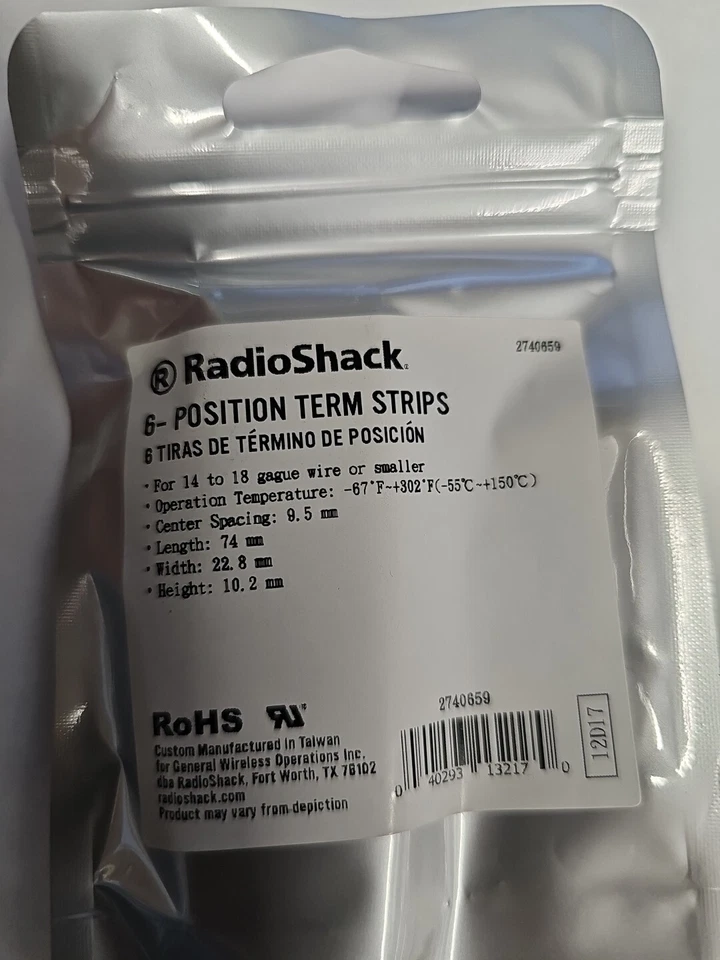 ® RadioShack.
2740659
6- POSITION TERM STRIPS
6 TIRAS DE TÉRMINO DE POSICIÓN
· For 14 to 18 gague wire or smaller
· Operation Temperature: -67°F~+302°F(-55℃~+150℃)
· Center Spacing: 9.5 mm
· Length: 74 mm
· Width: 22.8 mm
· Height: 10.2 mm
RoHS RU
2740659
12D17
Custom Manufactured in Taiwan
for General Wireless Operations Inc.
dba RadioShack, Fort Worth, TX 76102
radioshack.com
Product may vary from depiction
0 40293 13217 0